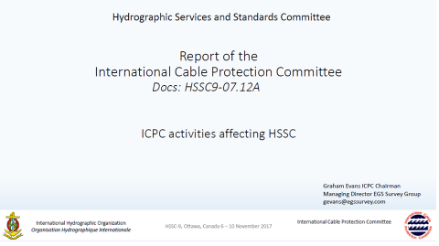 Hydrographic Services and Standards Committee
Report of the
International Cable Protection Committee
Docs: HSSC9-07.12A
ICPC activities affecting HSSC
Graham Evans ICPC Chairman
Managing Director EGS Survey Group
gevans@egssurvey.com
International Hydrographic Organization
Organisation Hydrographique Internationale
HSSC-9, Ottawa, Canada 6 - 10 November 2017
International Cable Protection Committee